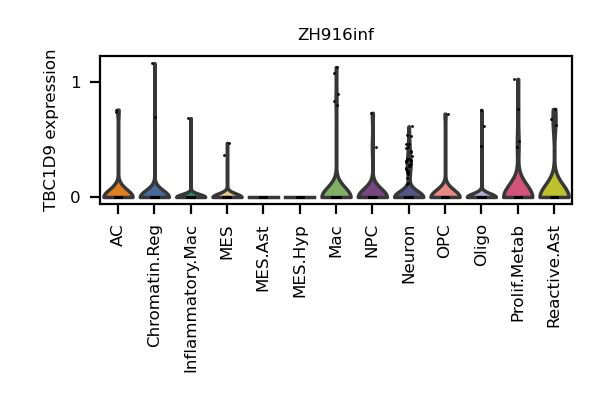 ZH916inf
TBC1D9 expression
1
0
AC
Chromatin.Reg
Inflammatory.Mac
MES
MES.Ast
MES.Hyp
Mac
NPC
Neuron
OPC
Oligo
Prolif.Metab
Reactive.Ast